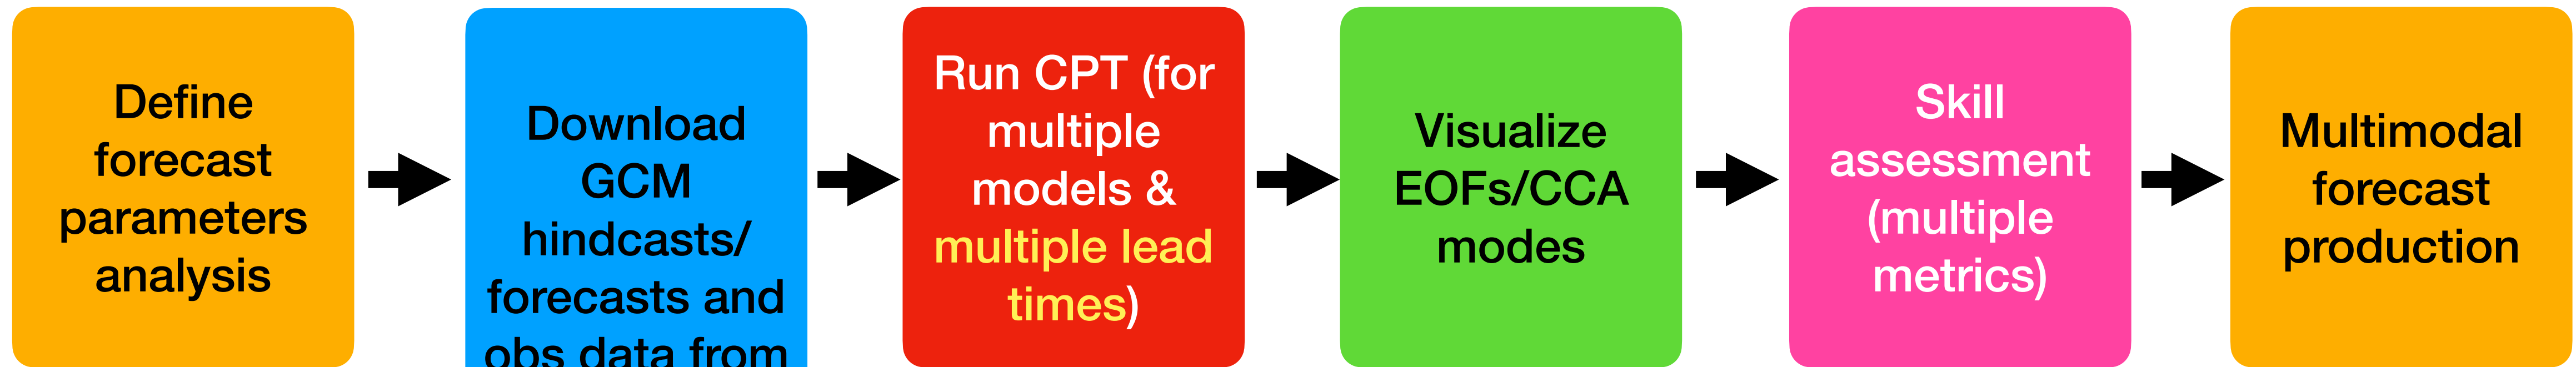 Define
forecast
parameters
analysis
Download
GCM
hindcasts/
forecasts and
obs data from
Run CPT (for
multiple
models &
multiple lead
times)
Visualize
EOFs/CCA
modes
Skill
assessment
(multiple
metrics)
Multimodal
forecast
production